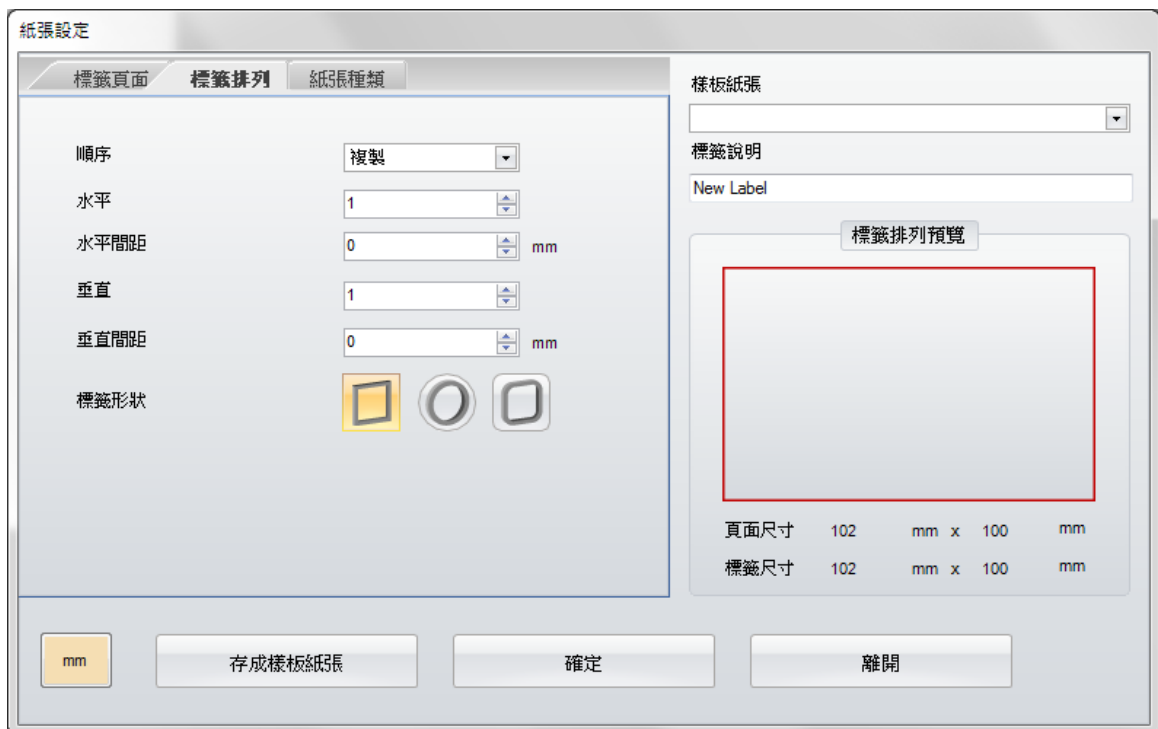 紙張設定
標籤頁面 標籤排列 紙張種類
順序 複製
水平 1
水平間距 0 mm
垂直 1
垂直間距 0 mm
標籤形狀
樣板紙張
標籤說明
New Label
標籤排列預覽
頁面尺寸 102 mm x 100 mm
標籤尺寸 102 mm x 100 mm
mm 存成樣板紙張 確定 離開